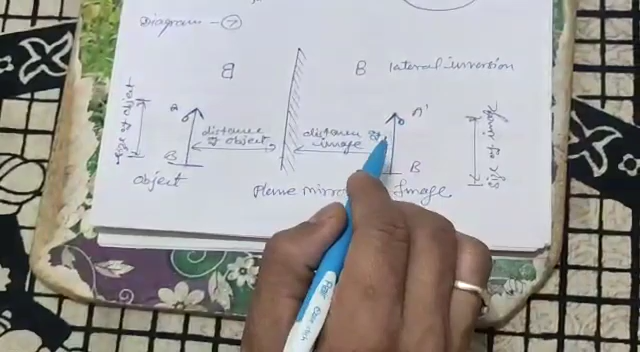 Diagram - 7
B B lateral-inversion
size of object
A
distance of object
B
object
distance of image
A'
B
size of image
Plane mirror Image